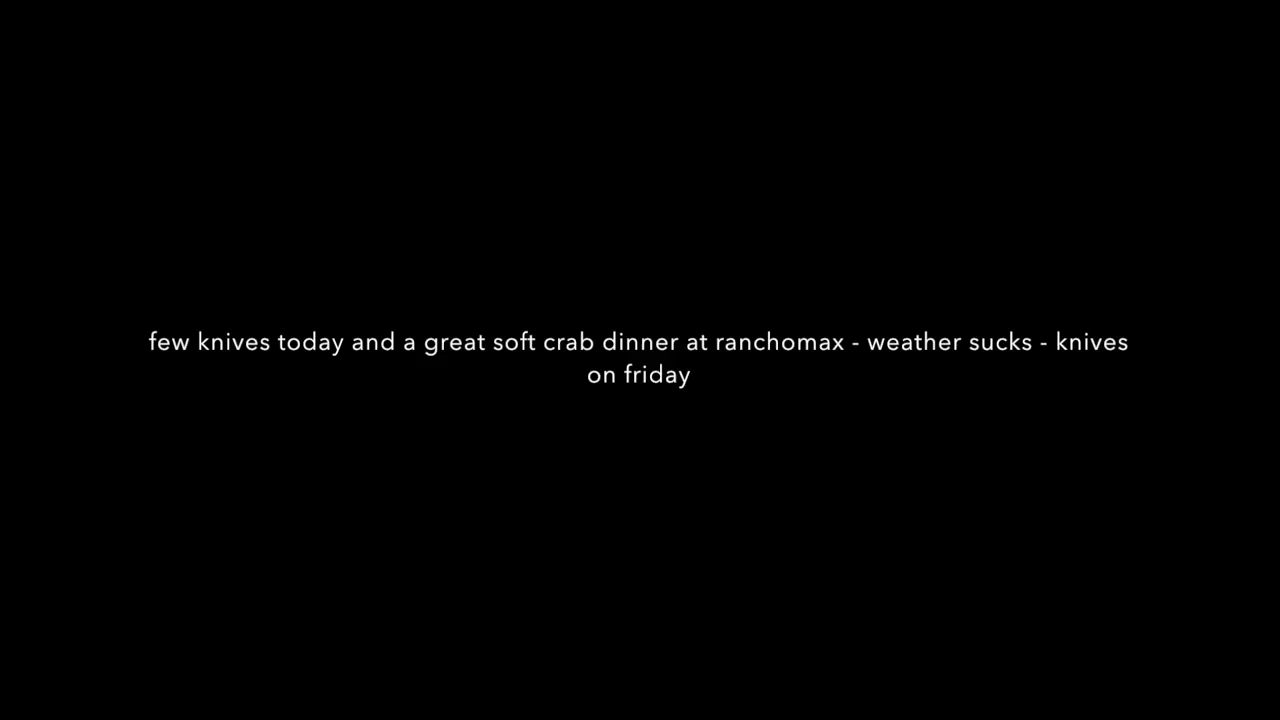 few knives today and a great soft crab dinner at ranchomax - weather sucks - knives
on friday